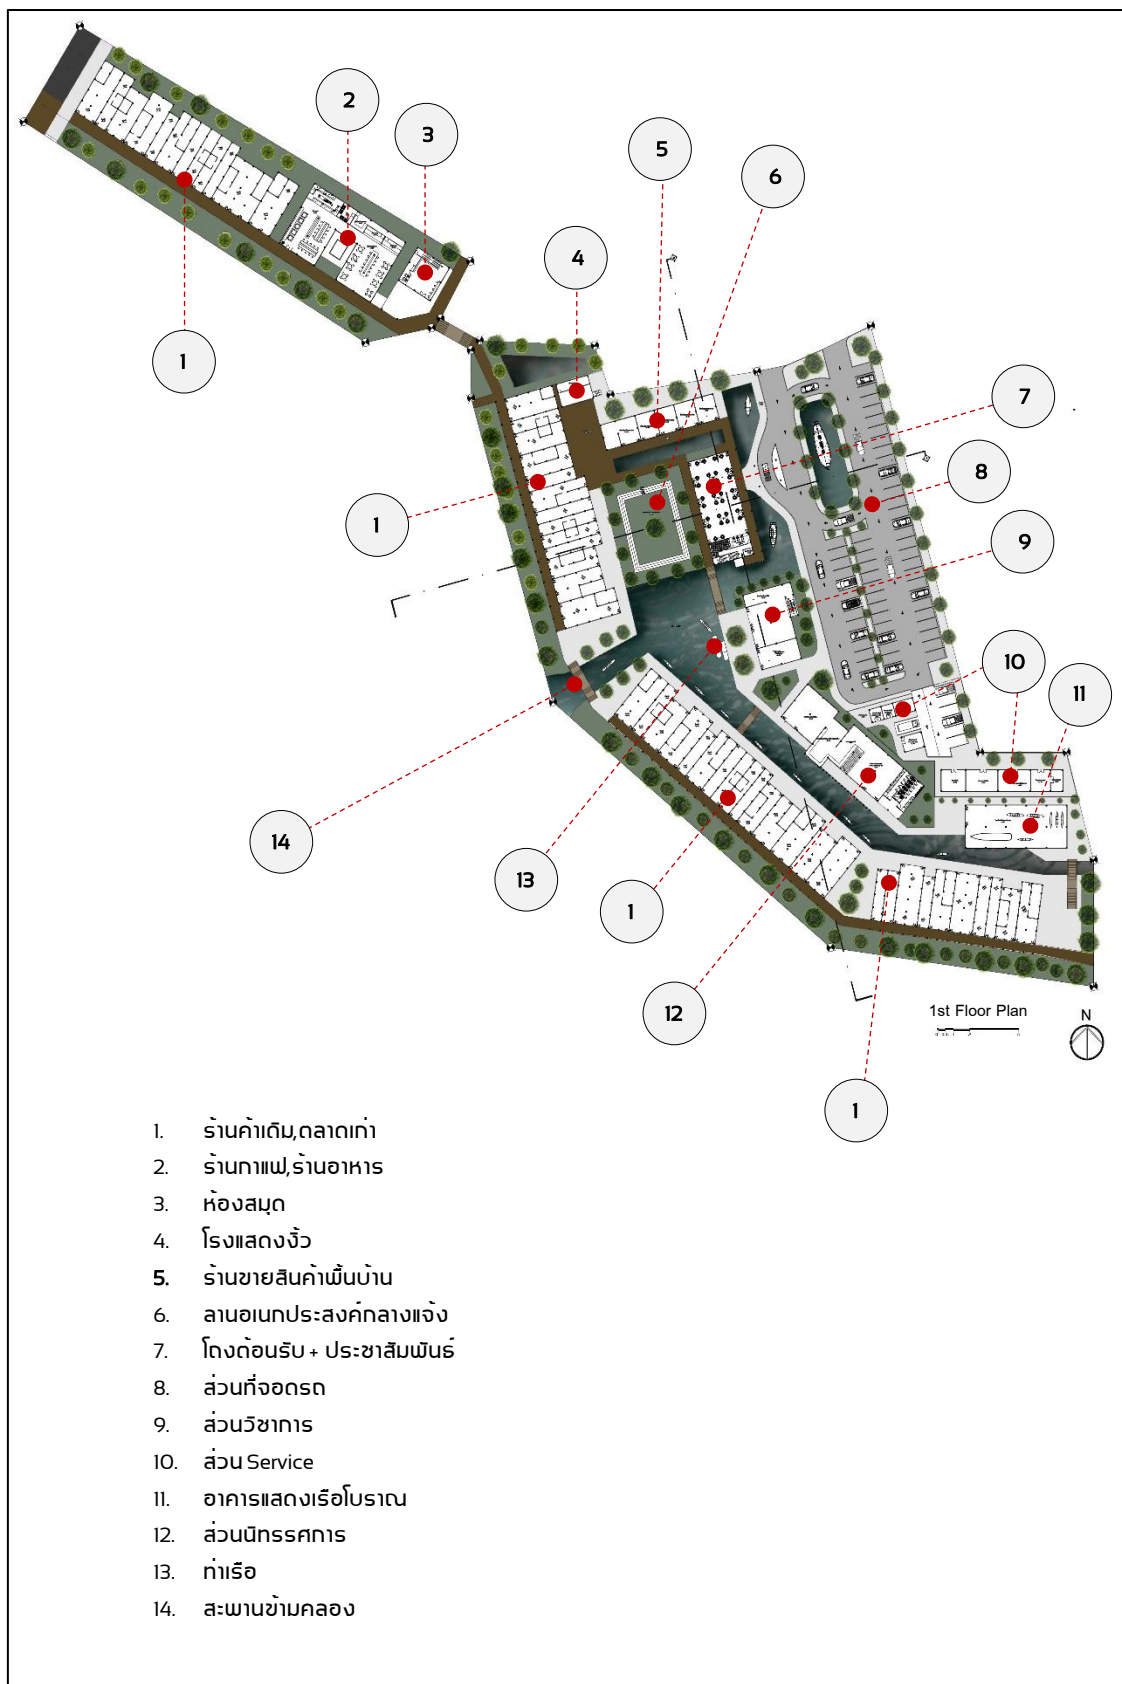 2
3
5
6
4
1
7
8
1
9
10
11
14
13
1
12
1st Floor Plan
N
1
1. ร้านค้าเดิม,ตลาดเก่า
2. ร้านกาแฟ,ร้านอาหาร
3. ห้องสมุด
4. โรงแสดงงิ้ว
5. ร้านขายสินค้าพื้นบ้าน
6. ลานอเนกประสงค์กลางแจ้ง
7. โถงต้อนรับ + ประชาสัมพันธ์
8. ส่วนที่จอดรถ
9. ส่วนวิชาการ
10. ส่วน Service
11. อาคารแสดงเรือโบราณ
12. ส่วนนิทรรศการ
13. ท่าเรือ
14. สะพานข้ามคลอง